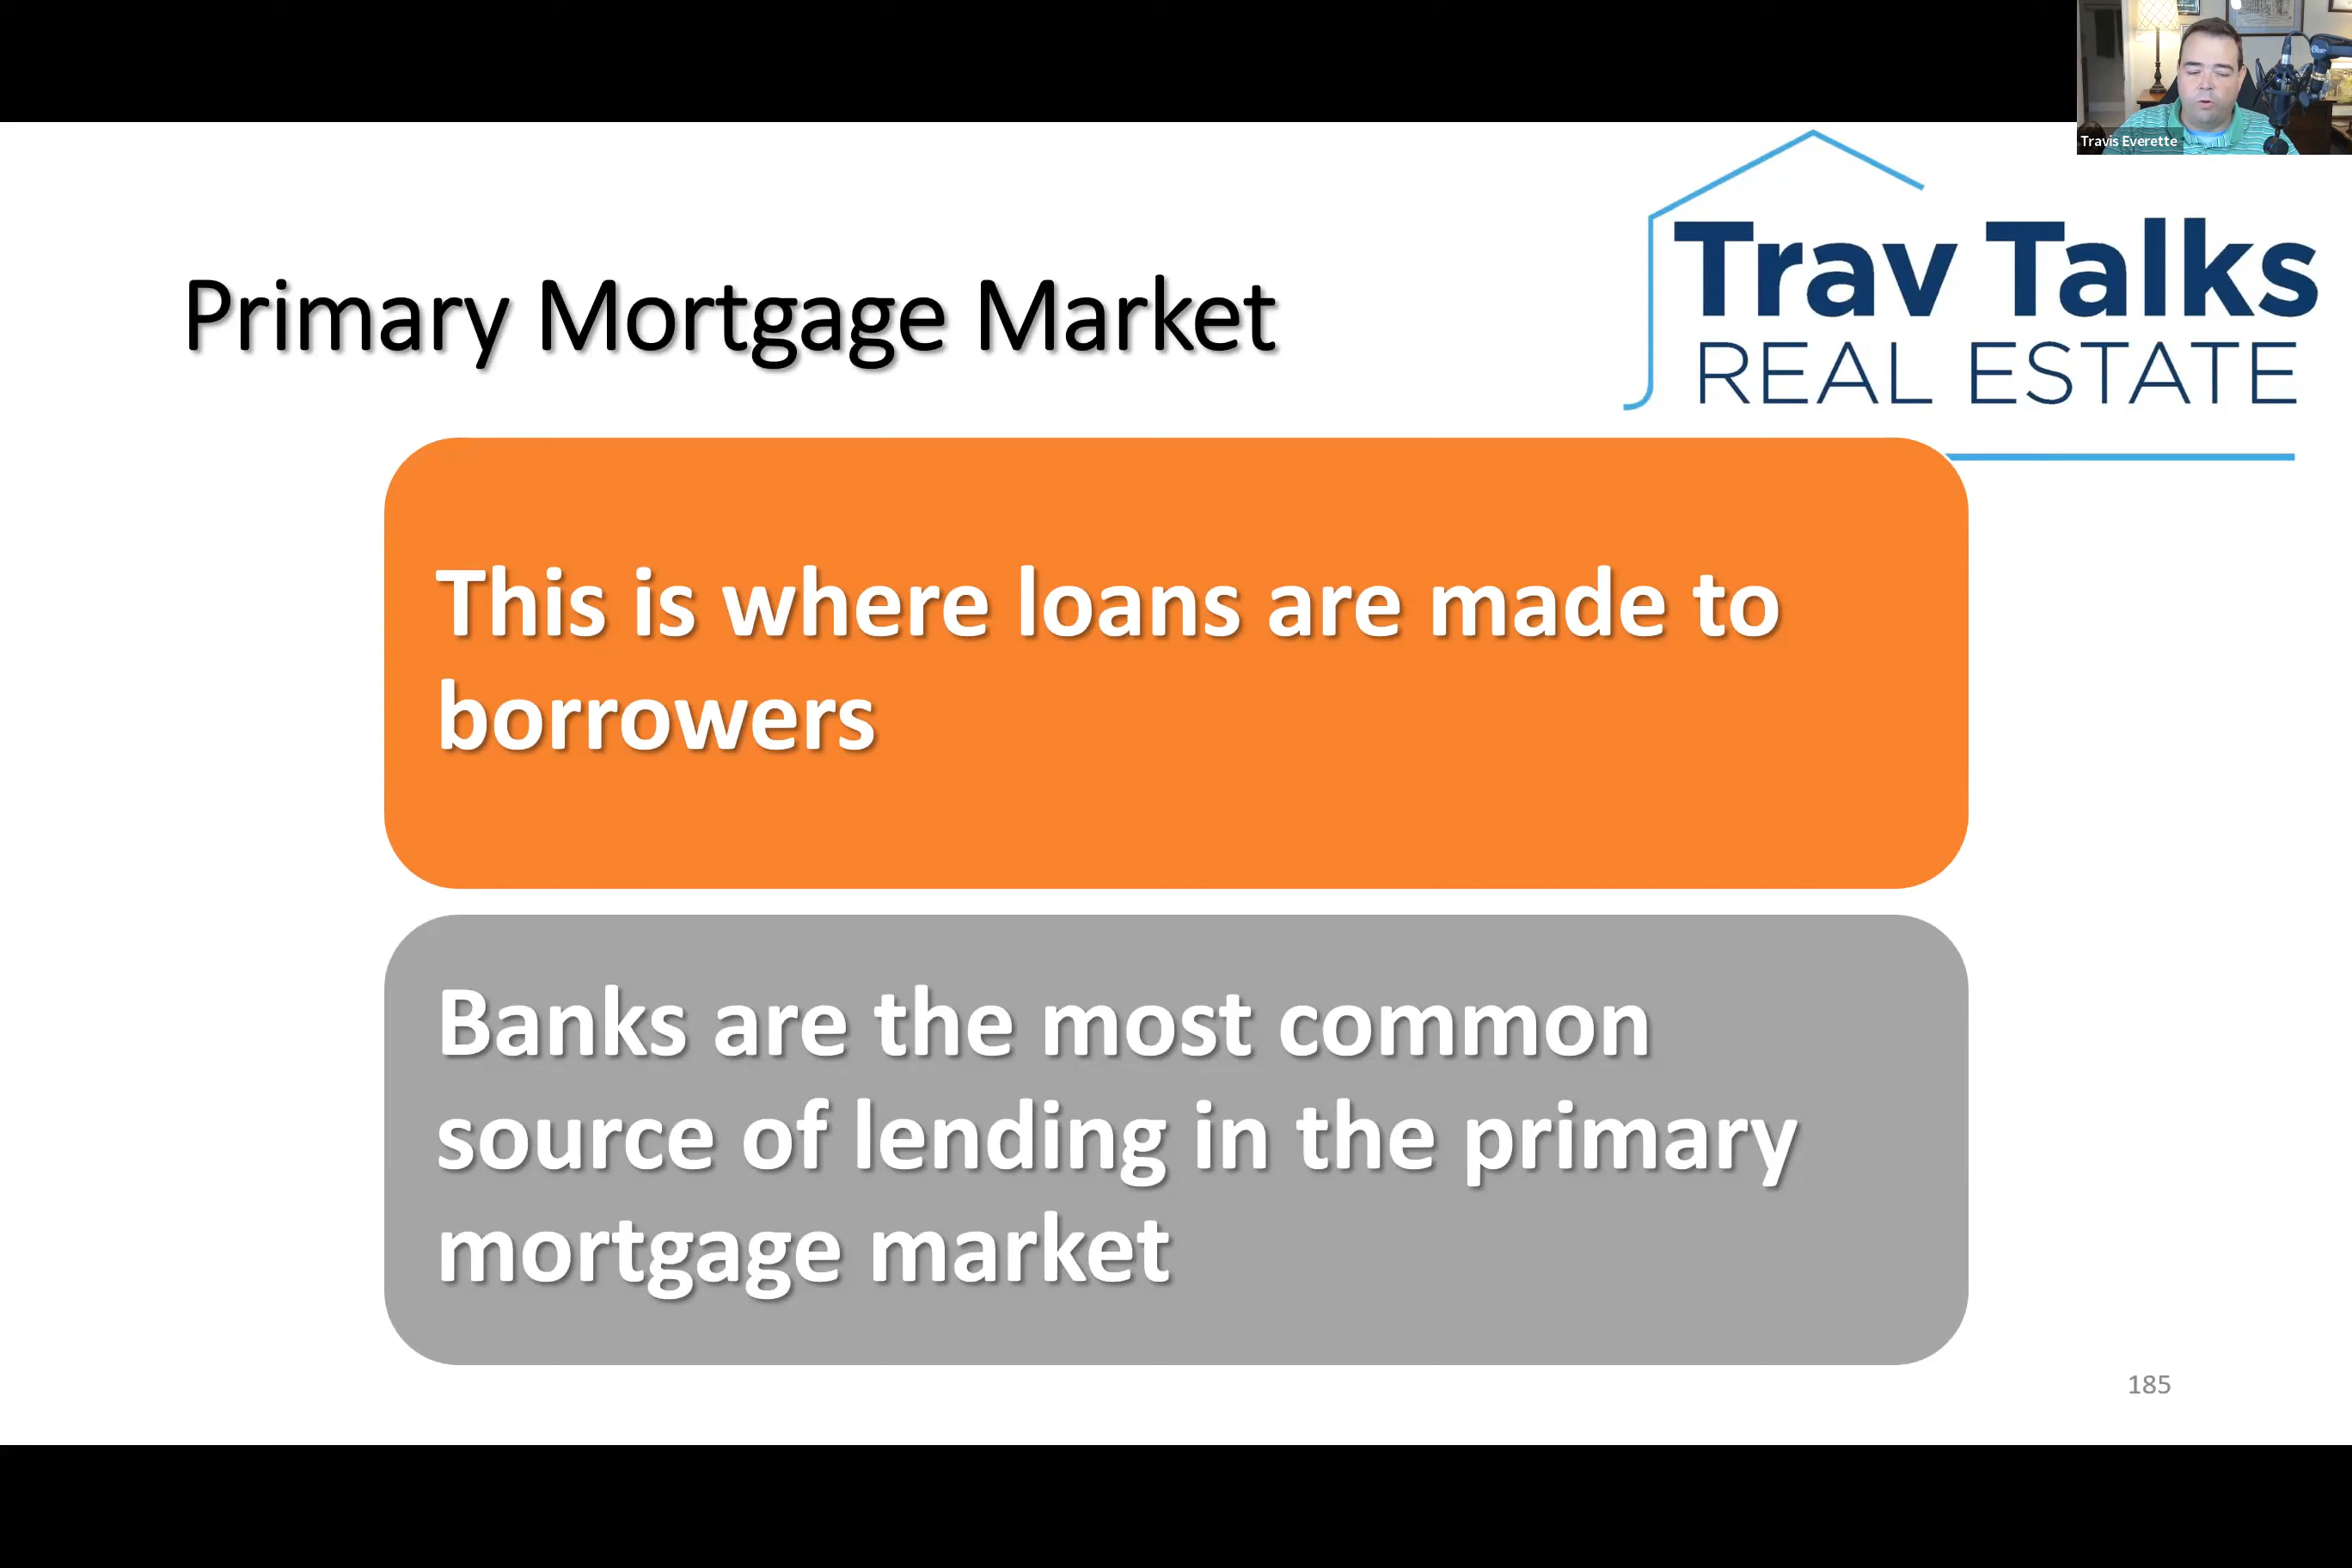 Travis Everette
Trav Talks
REAL ESTATE
Primary Mortgage Market
This is where loans are made to
borrowers
Banks are the most common
source of lending in the primary
mortgage market
185